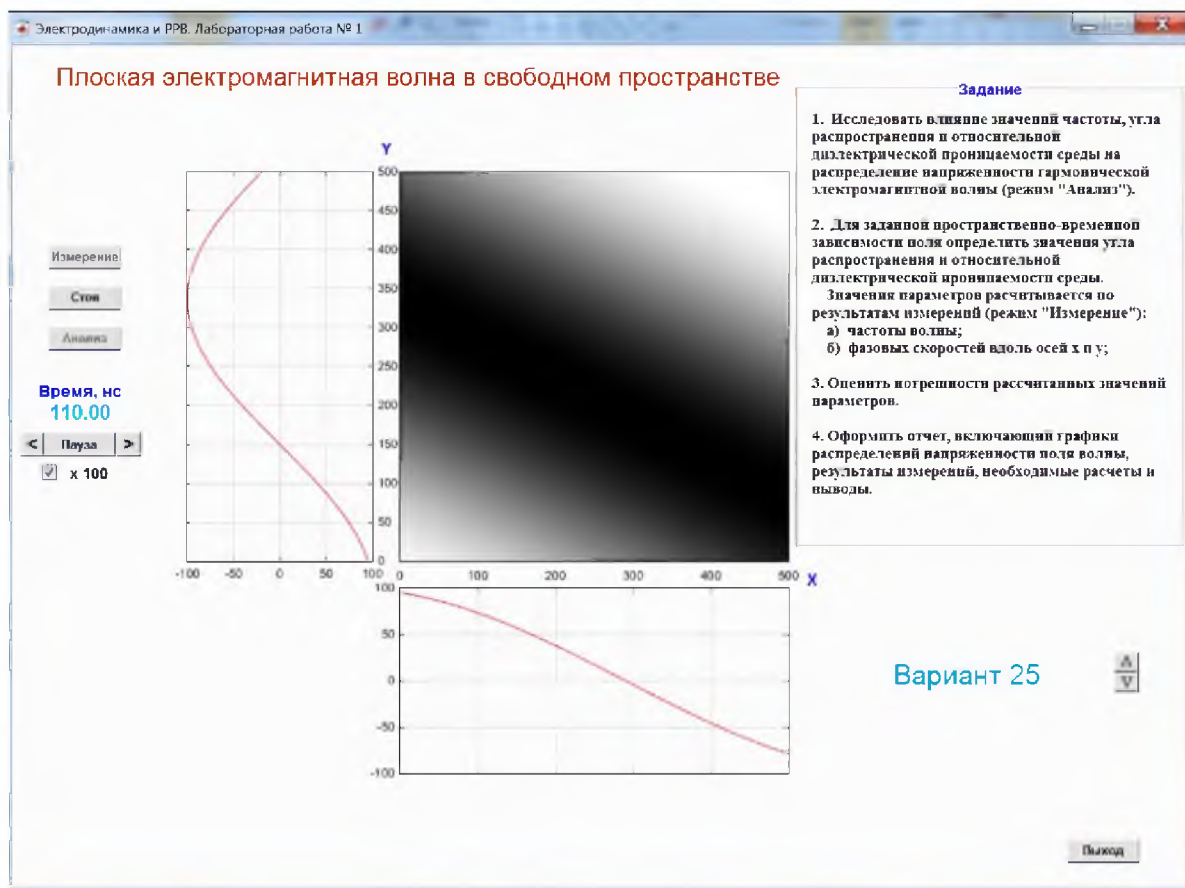 Электродинамика и РРВ. Лабораторная работа № 1
Плоская электромагнитная волна в свободном пространстве
Задание
1. Исследовать влияние значений частоты, угла
распространения и относительной
диэлектрической проницаемости среды на
распределение напряженности гармонической
электромагнитной волны (режим "Анализ").
2. Для заданной пространственно-временной
зависимости поля определить значения угла
распространения и относительной
диэлектрической проницаемости среды.
Значения параметров расчитывается по
результатам измерений (режим "Измерение"):
а) частоты волны;
б) фазовых скоростей вдоль осей х и у;
3. Оценить погрешности рассчитанных значений
параметров.
4. Оформить отчет, включающий графики
распределений напряженности поля волны,
результаты измерений, необходимые расчеты и
выводы.
Измерение
Стоп
Анализ
Время, нс
110.00
< Пауза >
x 100
Y
500
450
400
350
300
250
200
150
100
50
0
-100 -50 0 50 100
0 100 200 300 400 500 X
100
50
0
-50
-100
Вариант 25
Λ
V
Выход